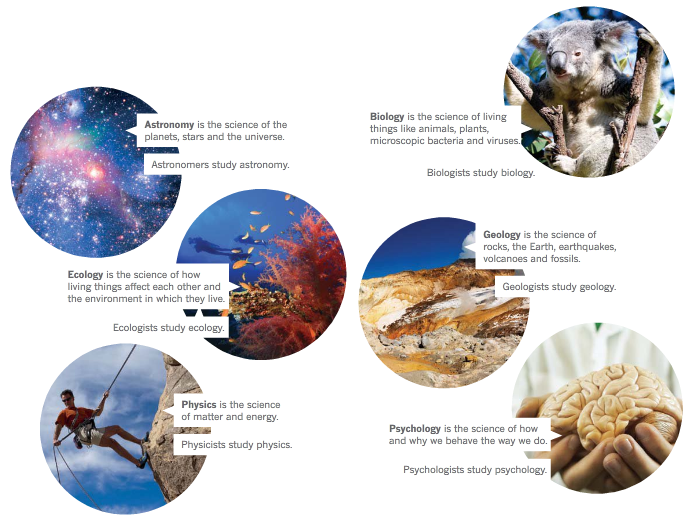 Astronomy is the science of the
planets, stars and the universe.
Astronomers study astronomy.
Biology is the science of living
things like animals, plants,
microscopic bacteria and viruses.
Biologists study biology.
Ecology is the science of how
living things affect each other and
the environment in which they live.
Ecologists study ecology.
Geology is the science of
rocks, the Earth, earthquakes,
volcanoes and fossils.
Geologists study geology.
Physics is the science
of matter and energy.
Physicists study physics.
Psychology is the science of how
and why we behave the way we do.
Psychologists study psychology.